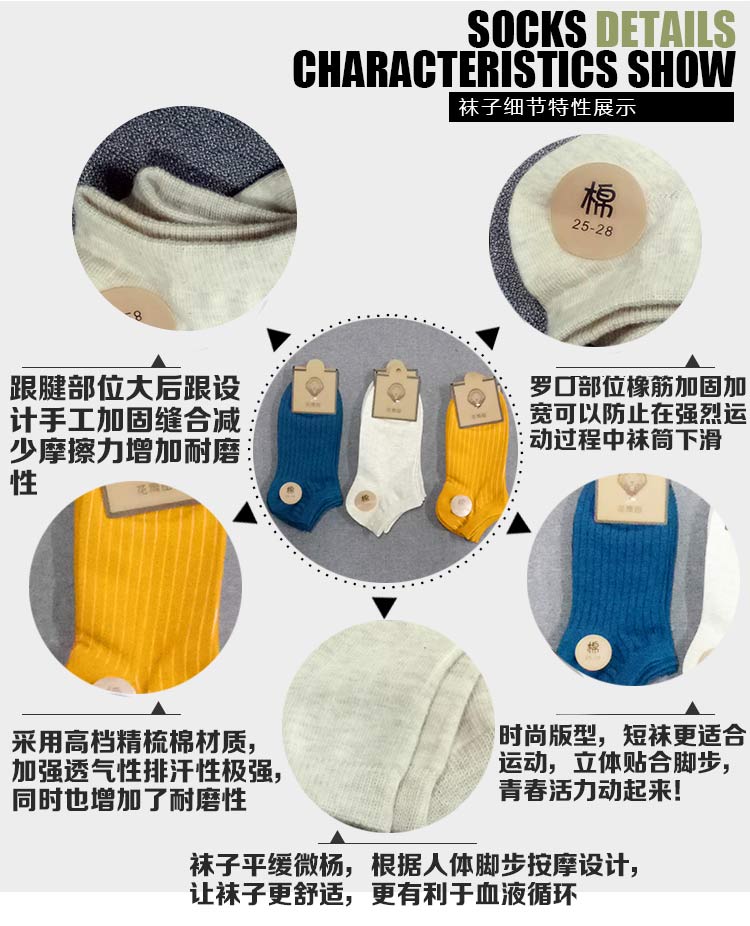 SOCKS DETAILS
CHARACTERISTICS SHOW
袜子细节特性展示
棉
25-28
跟腱部位大后跟设
计手工加固缝合减
少摩擦力增加耐磨
性
罗口部位橡筋加固加
宽可以防止在强烈运
动过程中袜筒下滑
棉
棉
25-28
采用高档精梳棉材质，
加强透气性排汗性极强，
同时也增加了耐磨性
时尚版型，短袜更适合
运动，立体贴合脚步，
青春活力动起来！
袜子平缓微杨，根据人体脚步按摩设计，
让袜子更舒适，更有利于血液循环